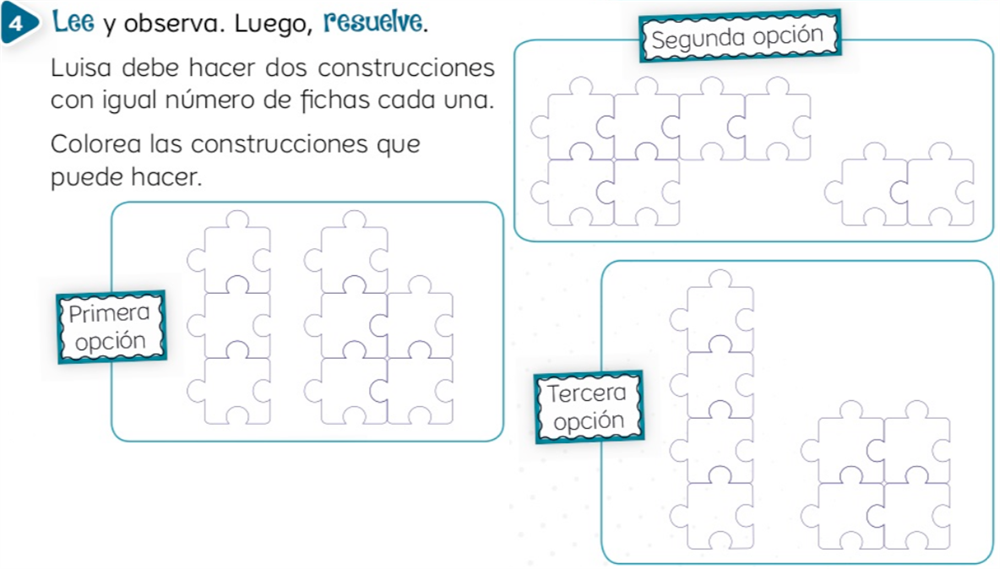 4 Lee y observa. Luego, resuelve.
Luisa debe hacer dos construcciones
con igual número de fichas cada una.
Colorea las construcciones que
puede hacer.
Primera
opción
Segunda opción
Tercera
opción